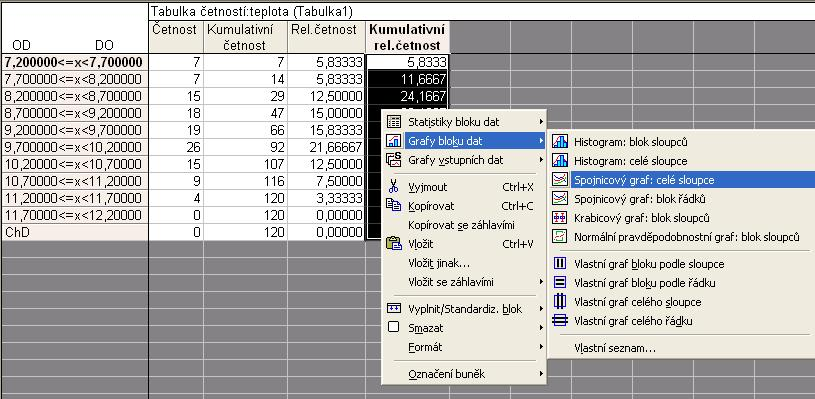 Tabulka četností:teplota (Tabulka1)
OD DO Četnost Kumulativní četnost Rel.četnost Kumulativní rel.četnost
7,200000<=x<7,700000 7 7 5,83333 5,8333
7,700000<=x<8,200000 7 14 5,83333 11,6667
8,200000<=x<8,700000 15 29 12,50000 24,1667
8,700000<=x<9,200000 18 47 15,00000
9,200000<=x<9,700000 19 66 15,83333
9,700000<=x<10,20000 26 92 21,66667
10,20000<=x<10,70000 15 107 12,50000
10,70000<=x<11,20000 9 116 7,50000
11,20000<=x<11,70000 4 120 3,33333
11,70000<=x<12,20000 0 120 0,00000
ChD 0 120 0,00000
Statistiky bloku dat
Grafy bloku dat
Grafy vstupních dat
Vyjmout Ctrl+X
Kopírovat Ctrl+C
Kopírovat se záhlavími
Vložit Ctrl+V
Vložit jinak...
Vložit se záhlavími
Vyplnit/Standardiz. blok
Smazat
Formát
Označení buněk
Histogram: blok sloupců
Histogram: celé sloupce
Spojnicový graf: celé sloupce
Spojnicový graf: blok řádků
Krabicový graf: blok sloupců
Normální pravděpodobnostní graf: blok sloupců
Vlastní graf bloku podle sloupce
Vlastní graf bloku podle řádku
Vlastní graf celého sloupce
Vlastní graf celého řádku
Vlastní seznam...